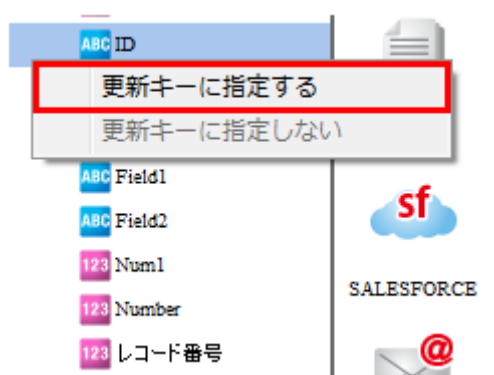 ABC ID
更新キーに指定する
更新キーに指定しない
ABC Field1
ABC Field2
sf
123 Num1
SALESFORCE
123 Number
@
123 レコード番号